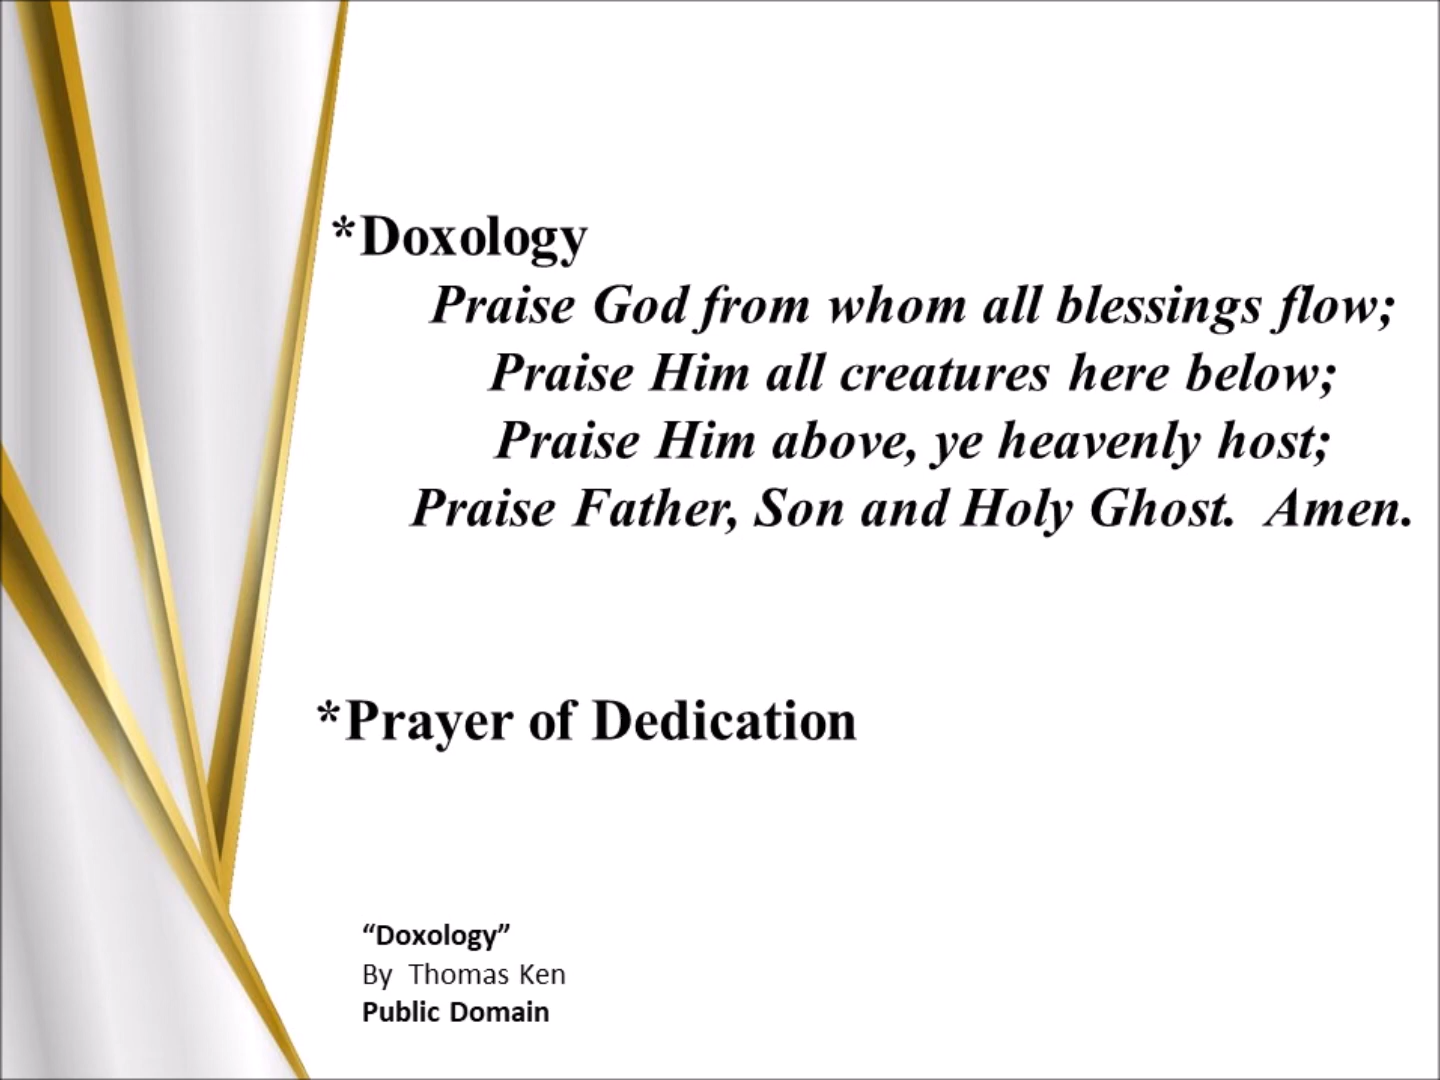 *Doxology
Praise God from whom all blessings flow;
Praise Him all creatures here below;
Praise Him above, ye heavenly host;
Praise Father, Son and Holy Ghost.  Amen.
*Prayer of Dedication
“Doxology”
By  Thomas Ken
Public Domain